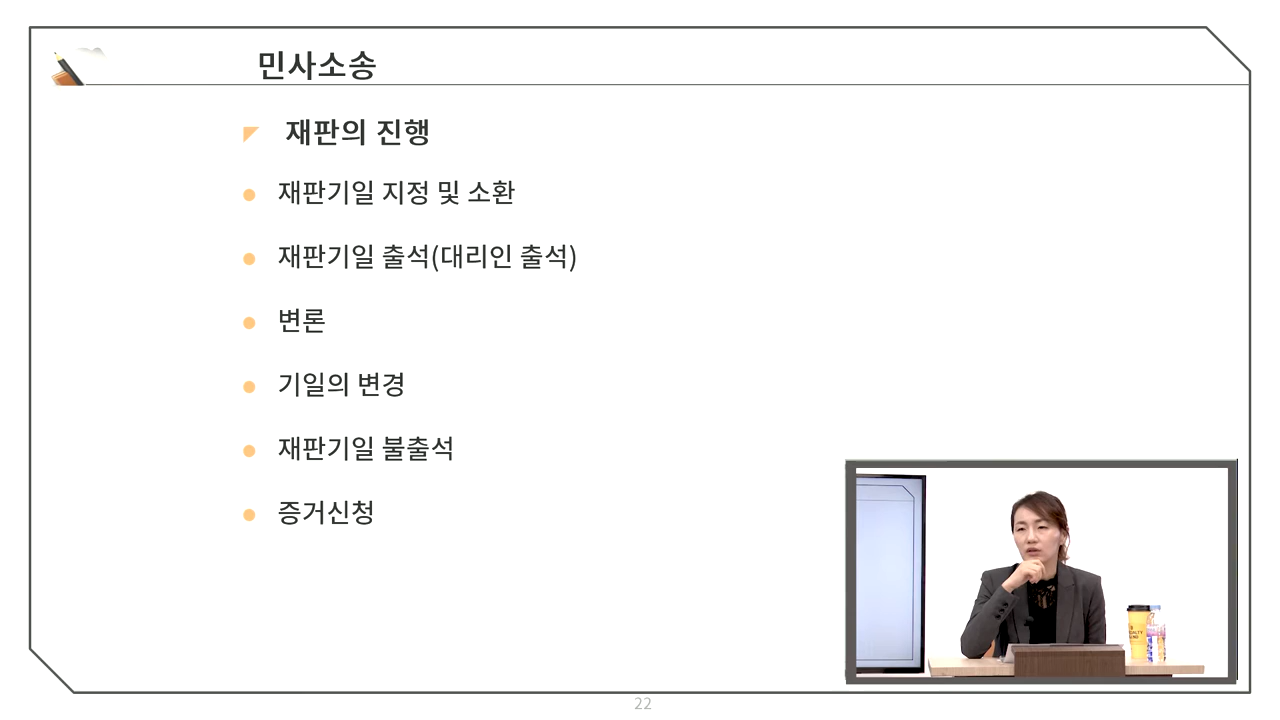 민사소송
재판의 진행
재판기일 지정 및 소환
재판기일 출석(대리인 출석)
변론
기일의 변경
재판기일 불출석
증거신청
22